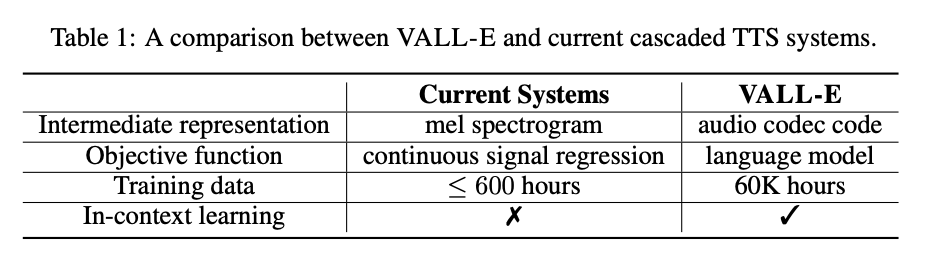 Table 1: A comparison between VALL-E and current cascaded TTS systems.
Current Systems VALL-E
Intermediate representation mel spectrogram audio codec code
Objective function continuous signal regression language model
Training data ≤ 600 hours 60K hours
In-context learning ✗ ✓